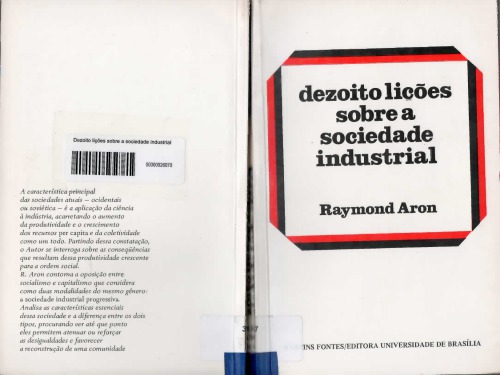 Dezoito lições sobre a sociedade industrial
00000026073
A característica principal
das sociedades atuais — ocidentais
ou soviética — é a aplicação da ciência
à indútria, acarretando o aumento
da produtividade e o crescimento
dos recursos per capita e da coletividade
como um todo. Partindo dessa constatação,
o Autor se interroga sobre as conseqüências
que resultam dessa produtividade crescente
para a ordem social.
R. Aron contorna a oposição entre
socialismo e capitalismo que considera
como duas modalidades do mesmo gênero:
a sociedade industrial progressiva.
Analisa as características essenciais
dessa sociedade e a diferença entre os dois
tipos, procurando ver até que ponto
eles permitem atenuar ou reforçar
as desigualdades e favorecer
a reconstrução de uma comunidade
dezoito lições
sobre a
sociedade
industrial
Raymond Aron
INS FONTES/EDITORA UNIVERSIDADE DE BRASÍLIA